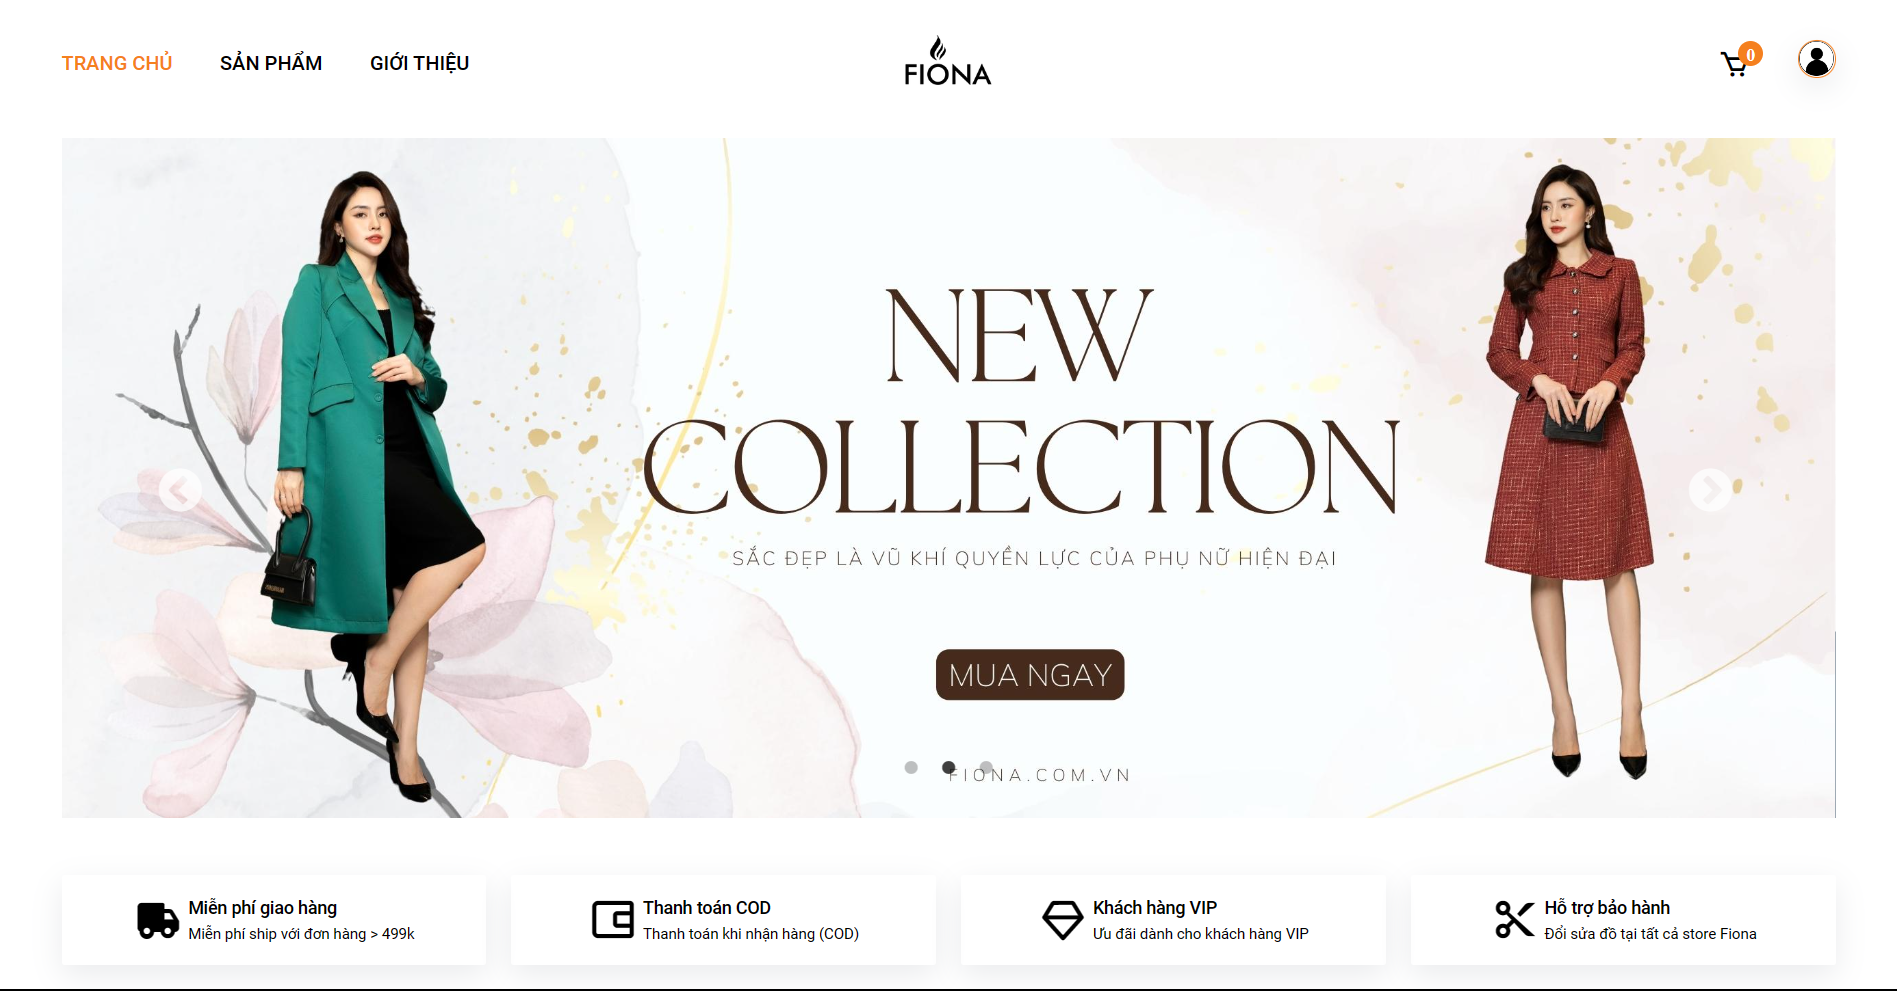 TRANG CHỦ SẢN PHẨM GIỚI THIỆU
FIONA
0
NEW
COLLECTION
SẮC ĐẸP LÀ VŨ KHÍ QUYỀN LỰC CỦA PHỤ NỮ HIỆN ĐẠI
MUA NGAY
FIONA.COM.VN
Miễn phí giao hàng
Miễn phí ship với đơn hàng > 499k
Thanh toán COD
Thanh toán khi nhận hàng (COD)
Khách hàng VIP
Ưu đãi dành cho khách hàng VIP
Hỗ trợ bảo hành
Đổi sửa đồ tại tất cả store Fiona